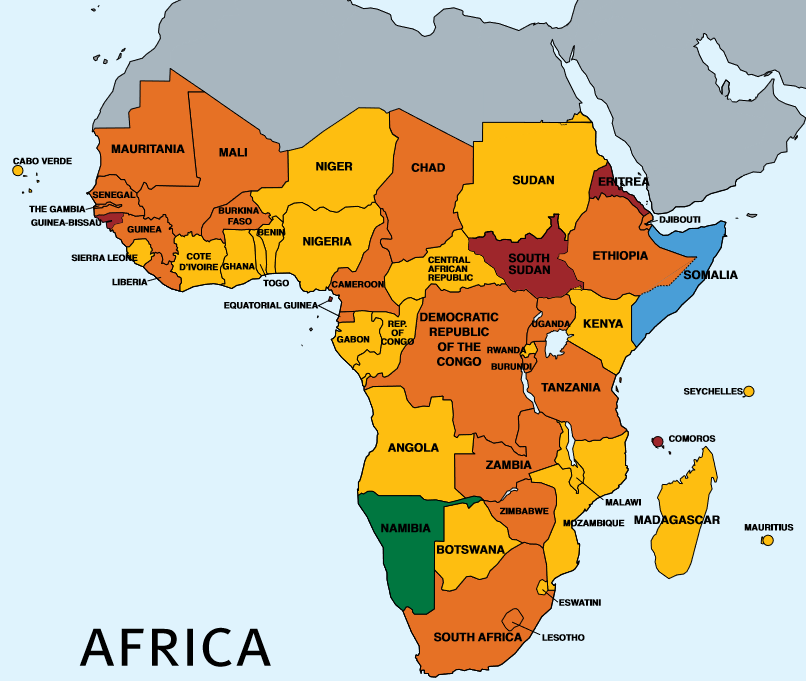 MAURITANIA
MALI
NIGER
CHAD
SUDAN
ERITREA
CABO VERDE
SENEGAL
THE GAMBIA
GUINEA-BISSAU
GUINEA
BURKINA
FASO
BENIN
NIGERIA
DJIBOUTI
SIERRA LEONE
COTE
D'IVOIRE
GHANA
TOGO
LIBERIA
CENTRAL
AFRICAN
REPUBLIC
SOUTH
SUDAN
ETHIOPIA
SOMALIA
CAMEROON
EQUATORIAL GUINEA
GABON
REP.
OF
CONGO
DEMOCRATIC
REPUBLIC
OF THE
CONGO
UGANDA
KENYA
RWANDA
BURUNDI
TANZANIA
SEYCHELLES
COMOROS
ANGOLA
ZAMBIA
MALAWI
MOZAMBIQUE
MADAGASCAR
MAURITIUS
NAMIBIA
ZIMBABWE
BOTSWANA
ESWATINI
SOUTH AFRICA
LESOTHO
AFRICA